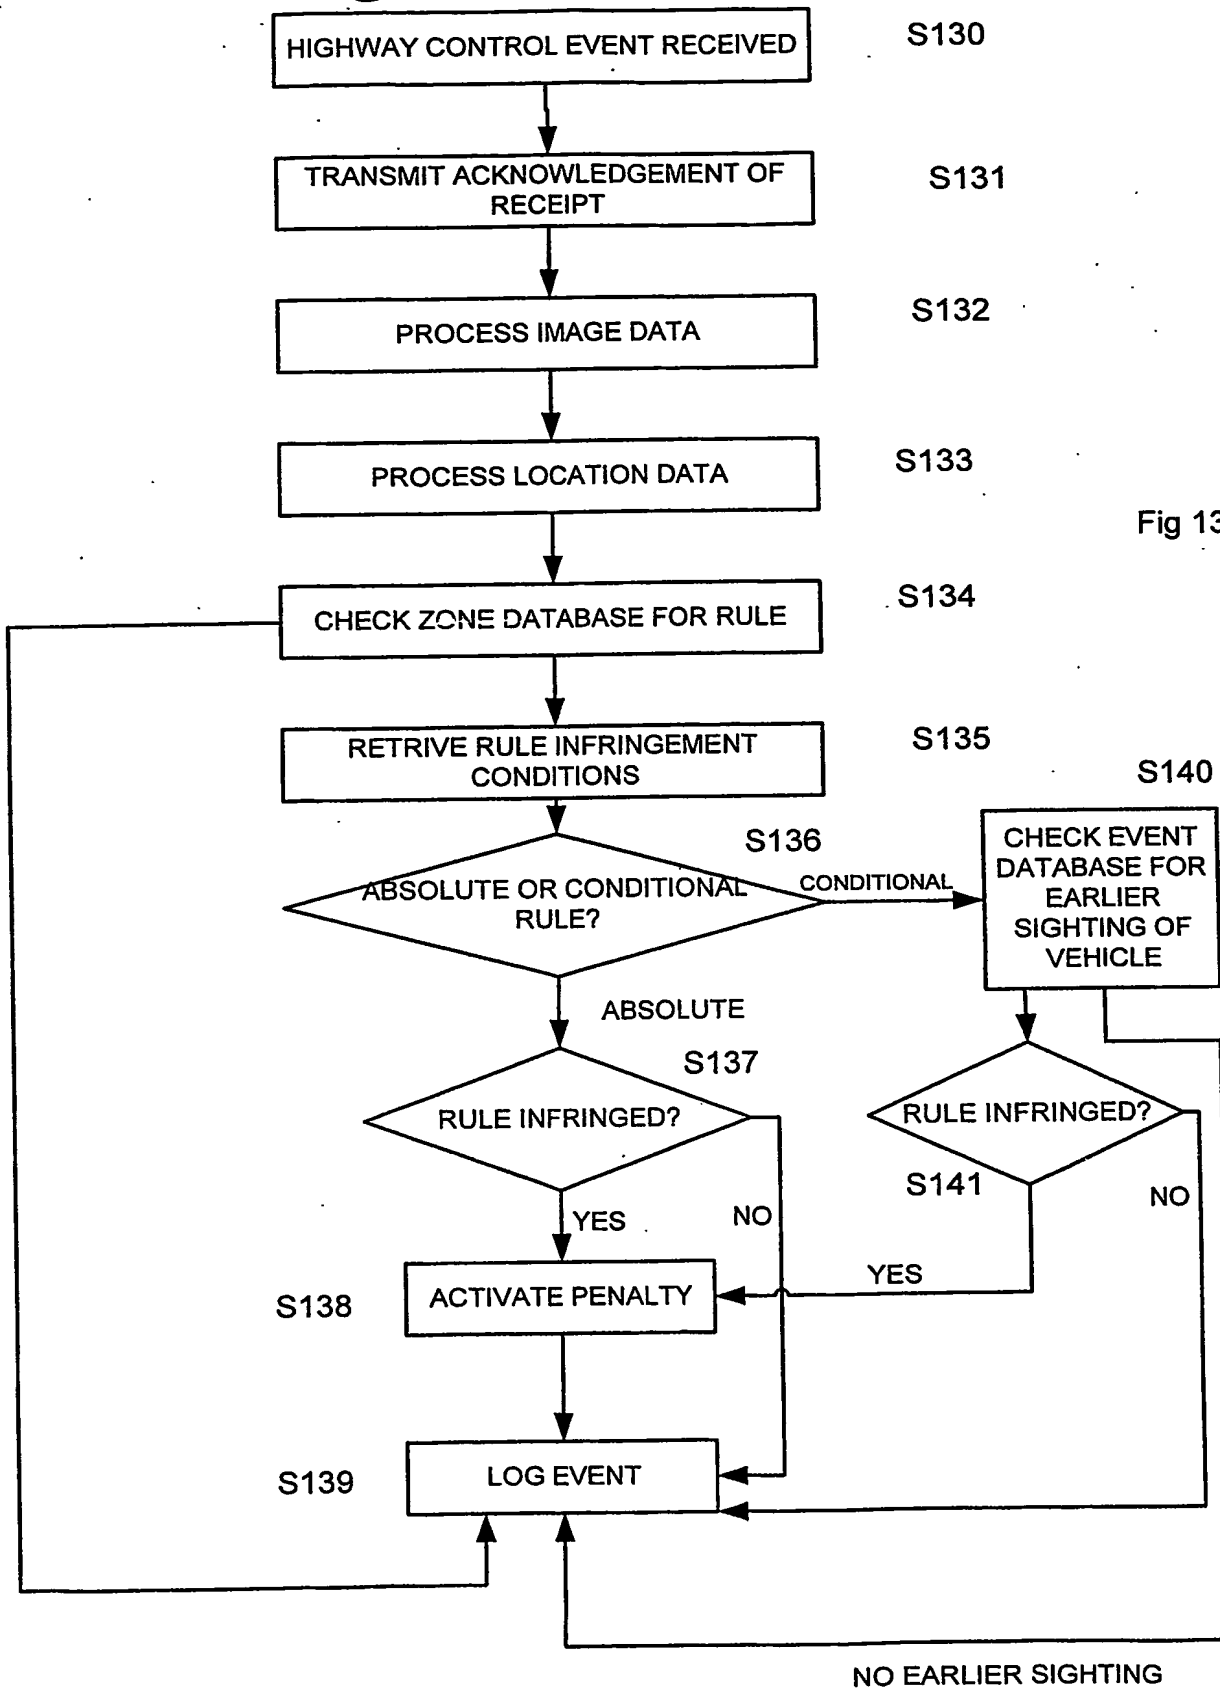 HIGHWAY CONTROL EVENT RECEIVED
S130
TRANSMIT ACKNOWLEDGEMENT OF
RECEIPT
S131
PROCESS IMAGE DATA
S132
PROCESS LOCATION DATA
S133
Fig 13
CHECK ZONE DATABASE FOR RULE
S134
RETRIVE RULE INFRINGEMENT
CONDITIONS
S135
S140
CHECK EVENT
DATABASE FOR
EARLIER
SIGHTING OF
VEHICLE
S136
ABSOLUTE OR CONDITIONAL
RULE?
CONDITIONAL
ABSOLUTE
S137
RULE INFRINGED?
RULE INFRINGED?
S141
NO
YES
NO
YES
S138
ACTIVATE PENALTY
S139
LOG EVENT
NO EARLIER SIGHTING